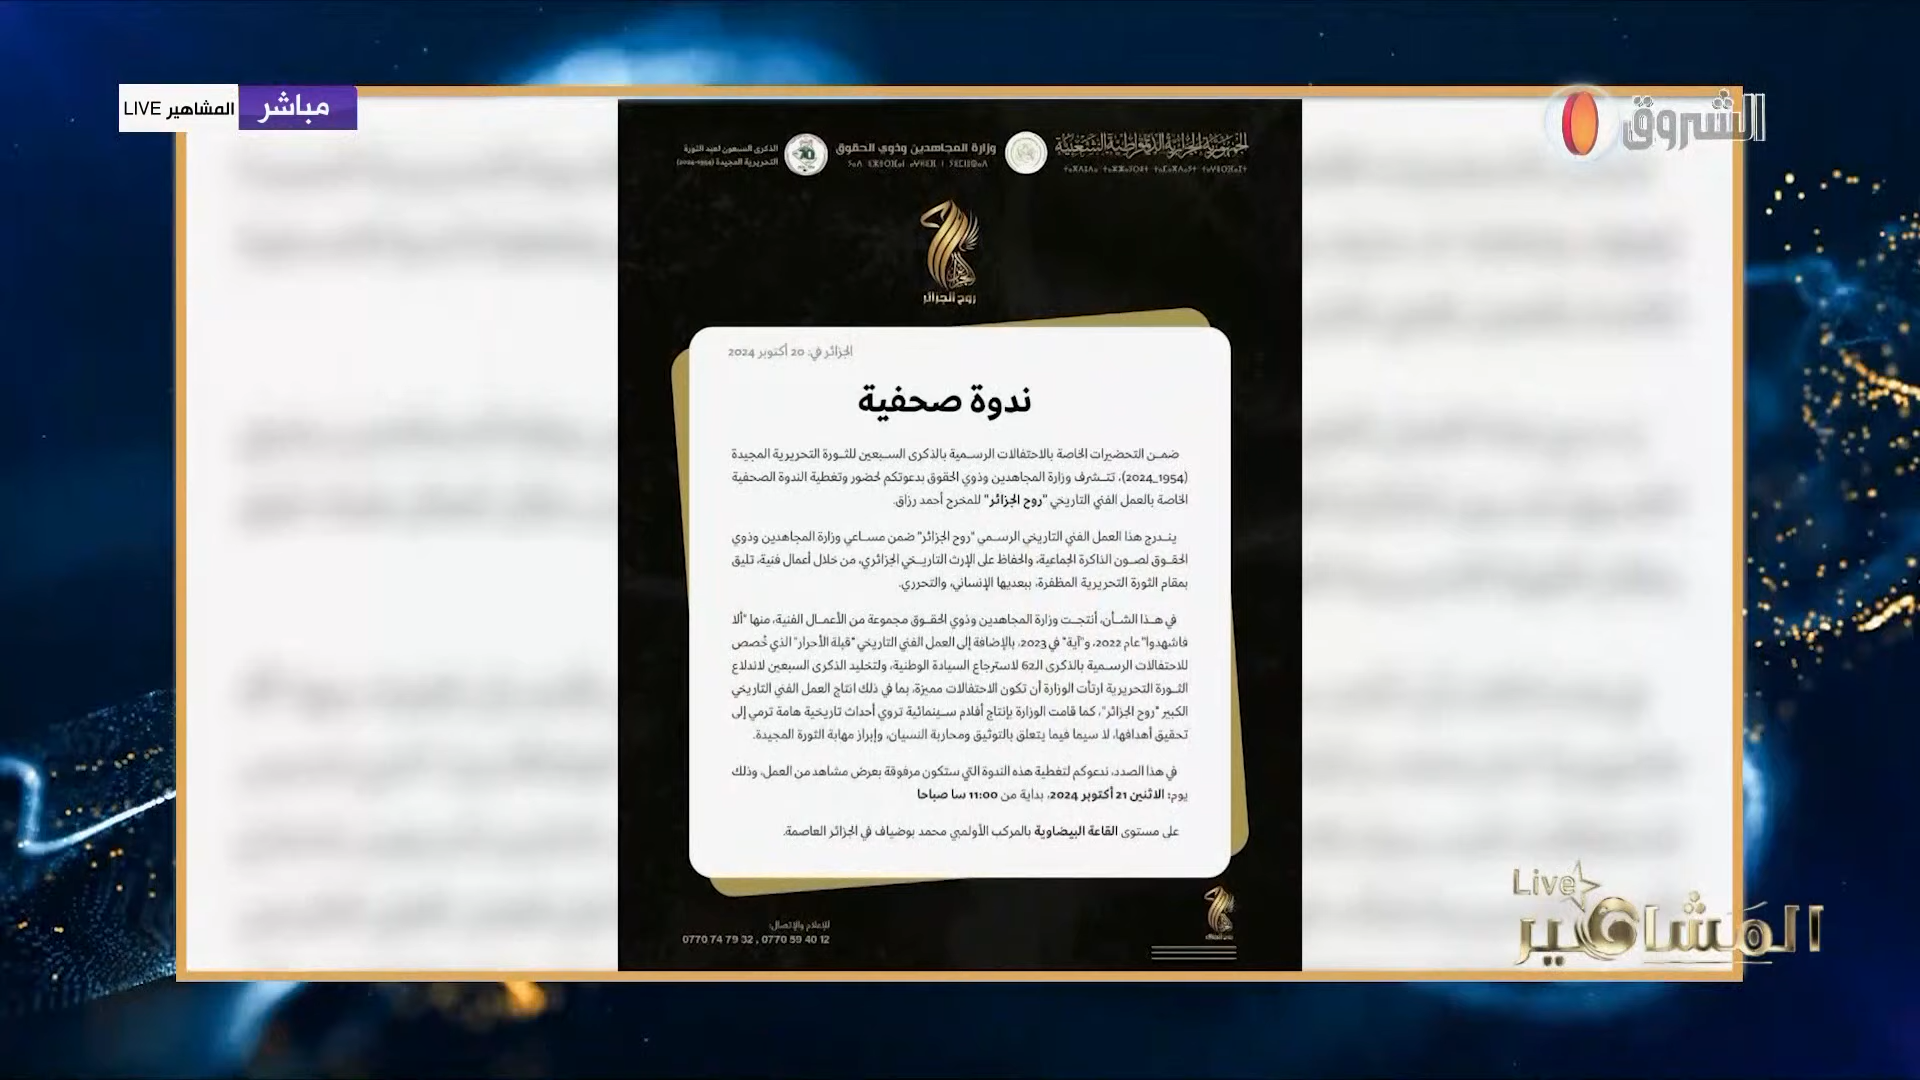 مباشر
المشاهير LIVE
الشروق
الجمهورية الجزائرية الديمقراطية الشعبية
وزارة المجاهدين وذوي الحقوق
الذكرى السبعون لعيد الثورة
التحريرية المجيدة (1954-2024)
روح الجزائر
الجزائر في: 20 أكتوبر 2024
ندوة صحفية
ضمن التحضيرات الخاصة بالاحتفالات الرسمية بالذكرى السبعين للثورة التحريرية المجيدة
(1954_2024)، تتشرف وزارة المجاهدين وذوي الحقوق بدعوتكم لحضور وتغطية الندوة الصحفية
الخاصة بالعمل الفني التاريخي "روح الجزائر" للمخرج أحمد رزاق.
يندرج هذا العمل الفني التاريخي الرسمي "روح الجزائر" ضمن مساعي وزارة المجاهدين وذوي
الحقوق لصون الذاكرة الجماعية، والحفاظ على الإرث التاريخي الجزائري، من خلال أعمال فنية، تليق
بمقام الثورة التحريرية المظفرة، ببعديها الإنساني، والتحرري.
في هذا الشأن، أنتجت وزارة المجاهدين وذوي الحقوق مجموعة من الأعمال الفنية، منها "ألا
فاشهدوا" عام 2022، و"آية" في 2023، بالإضافة إلى العمل الفني التاريخي "قبلة الأحرار" الذي خُصص
للاحتفالات الرسمية بالذكرى الـ62 لاسترجاع السيادة الوطنية، ولتخليد الذكرى السبعين لاندلاع
الثورة التحريرية ارتأت الوزارة أن تكون الاحتفالات مميزة، بما في ذلك انتاج العمل الفني التاريخي
الكبير "روح الجزائر"، كما قامت الوزارة بإنتاج أفلام سينمائية تروي أحداث تاريخية هامة ترمي إلى
تحقيق أهدافها، لا سيما فيما يتعلق بالتوثيق ومحاربة النسيان، وإبراز مهابة الثورة المجيدة.
في هذا الصدد، ندعوكم لتغطية هذه الندوة التي ستكون مرفوقة بعرض مشاهد من العمل، وذلك
يوم: الاثنين 21 أكتوبر 2024، بداية من 11:00 سا صباحا
على مستوى القاعة البيضاوية بالمركب الأولمبي محمد بوضياف في الجزائر العاصمة.
للإعلام والإتصال:
0770 74 79 32 , 0770 59 40 12
Live
المشاهير